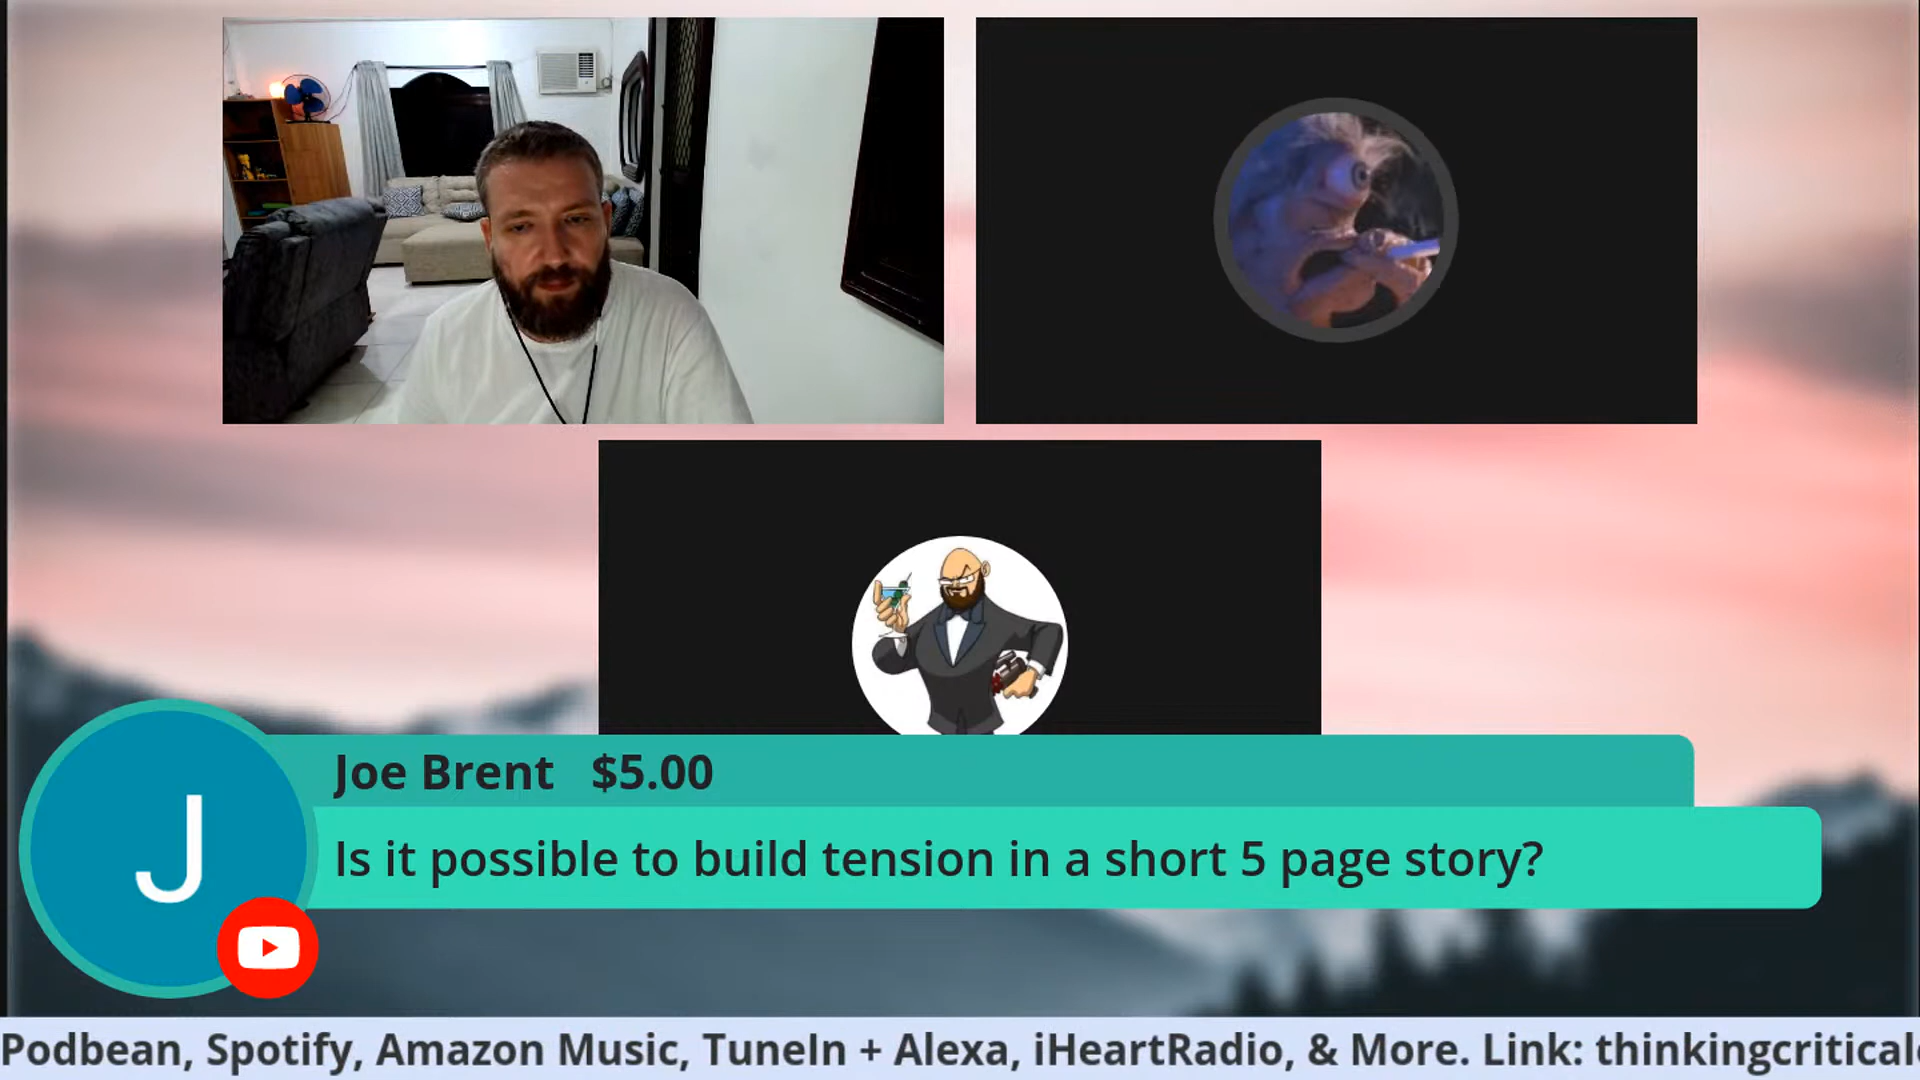 J
Joe Brent $5.00
Is it possible to build tension in a short 5 page story?
Podbean, Spotify, Amazon Music, TuneIn + Alexa, iHeartRadio, & More. Link: thinkingcritical